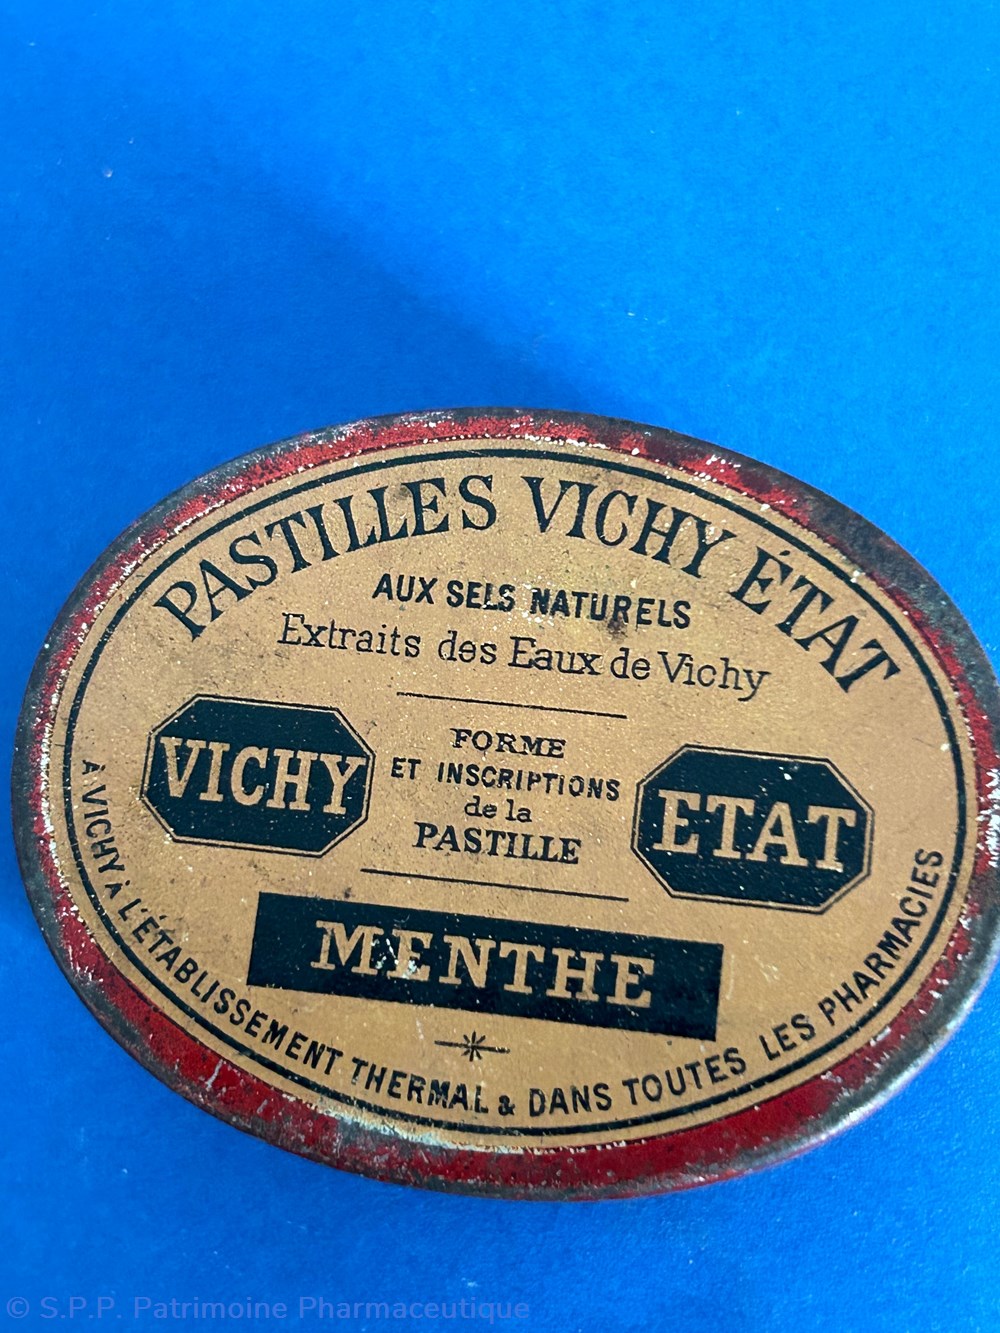 PASTILLES VICHY ÉTAT
AUX SELS NATURELS
Extraits des Eaux de Vichy
VICHY
FORME
ET INSCRIPTIONS
de la
PASTILLE
ETAT
MENTHE
À VICHY À L'ÉTABLISSEMENT THERMAL & DANS TOUTES LES PHARMACIES
© S.P.P. Patrimoine Pharmaceutique